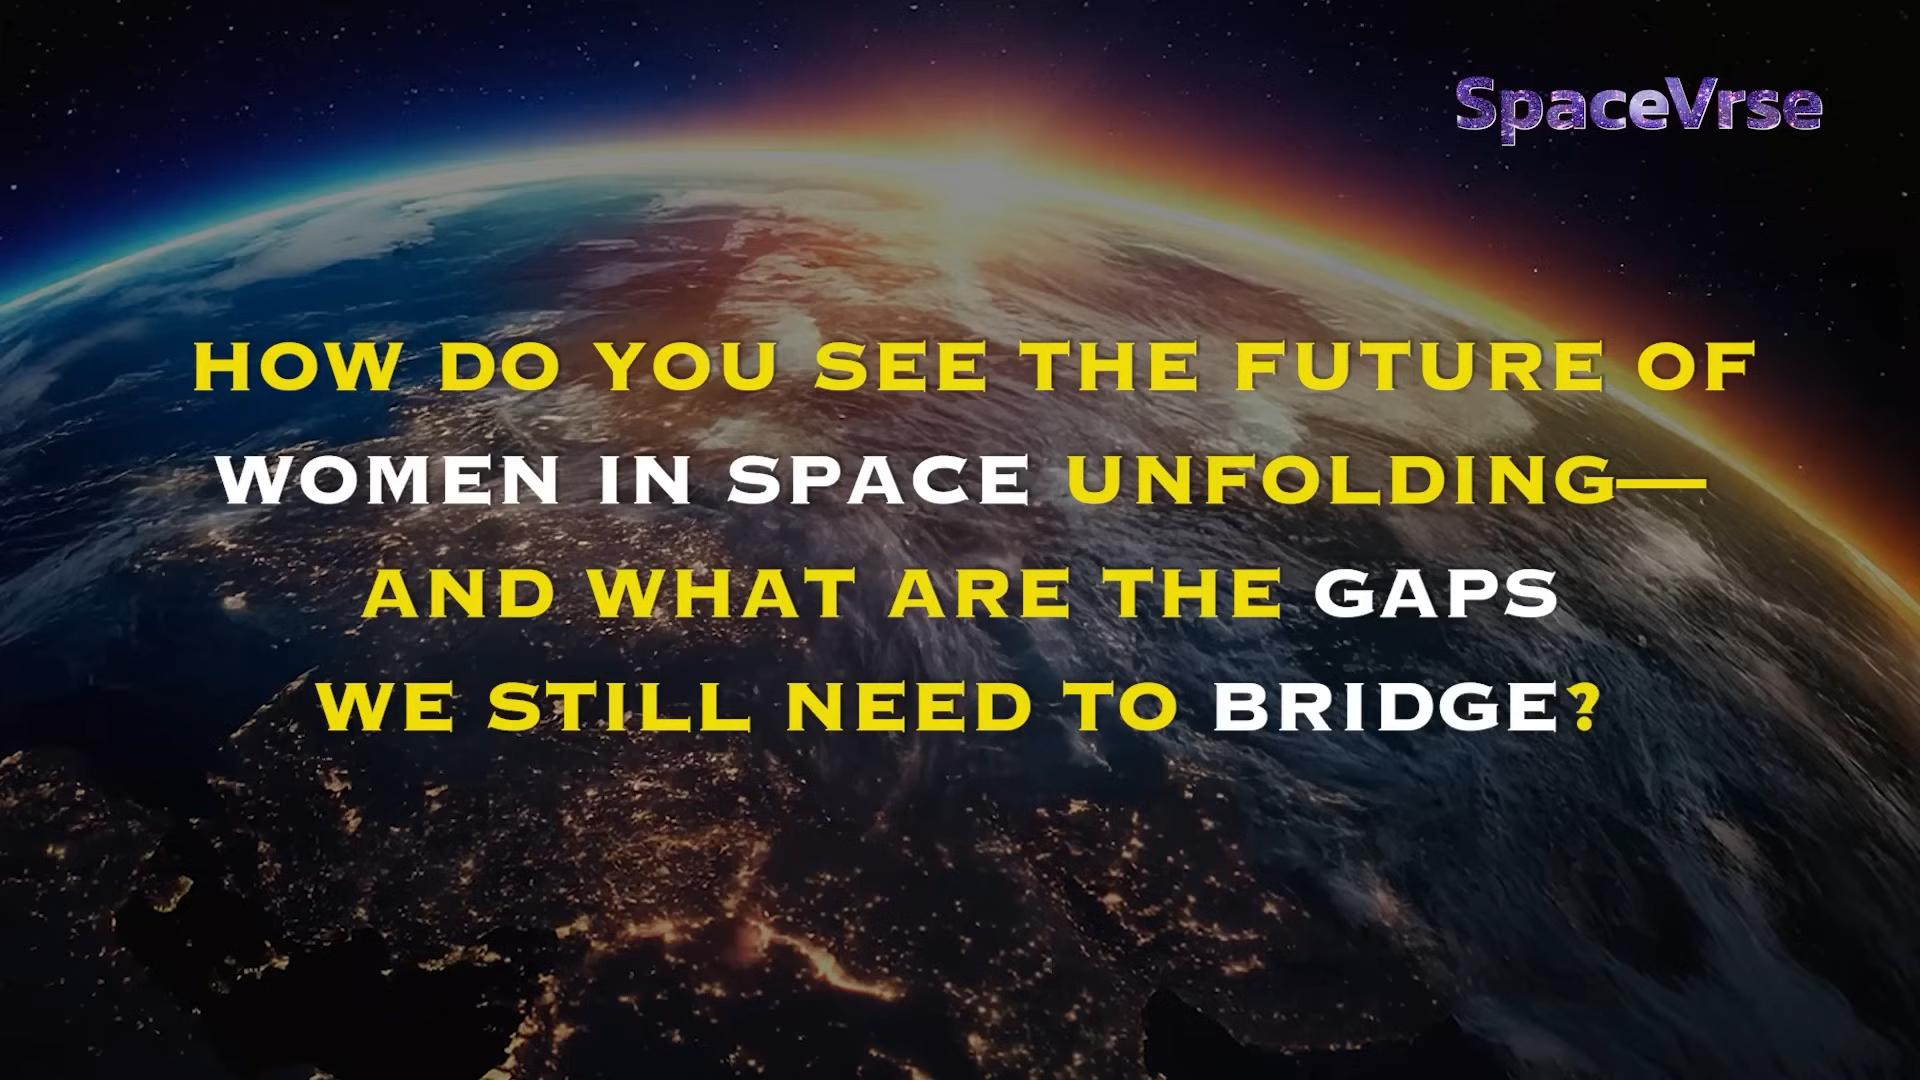 SpaceVrse
HOW DO YOU SEE THE FUTURE OF
WOMEN IN SPACE UNFOLDING—
AND WHAT ARE THE GAPS
WE STILL NEED TO BRIDGE?